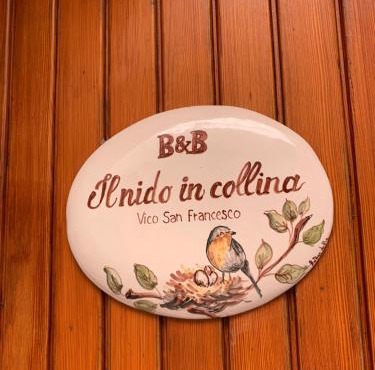 B&B
Il nido in collina
Vico San Francesco